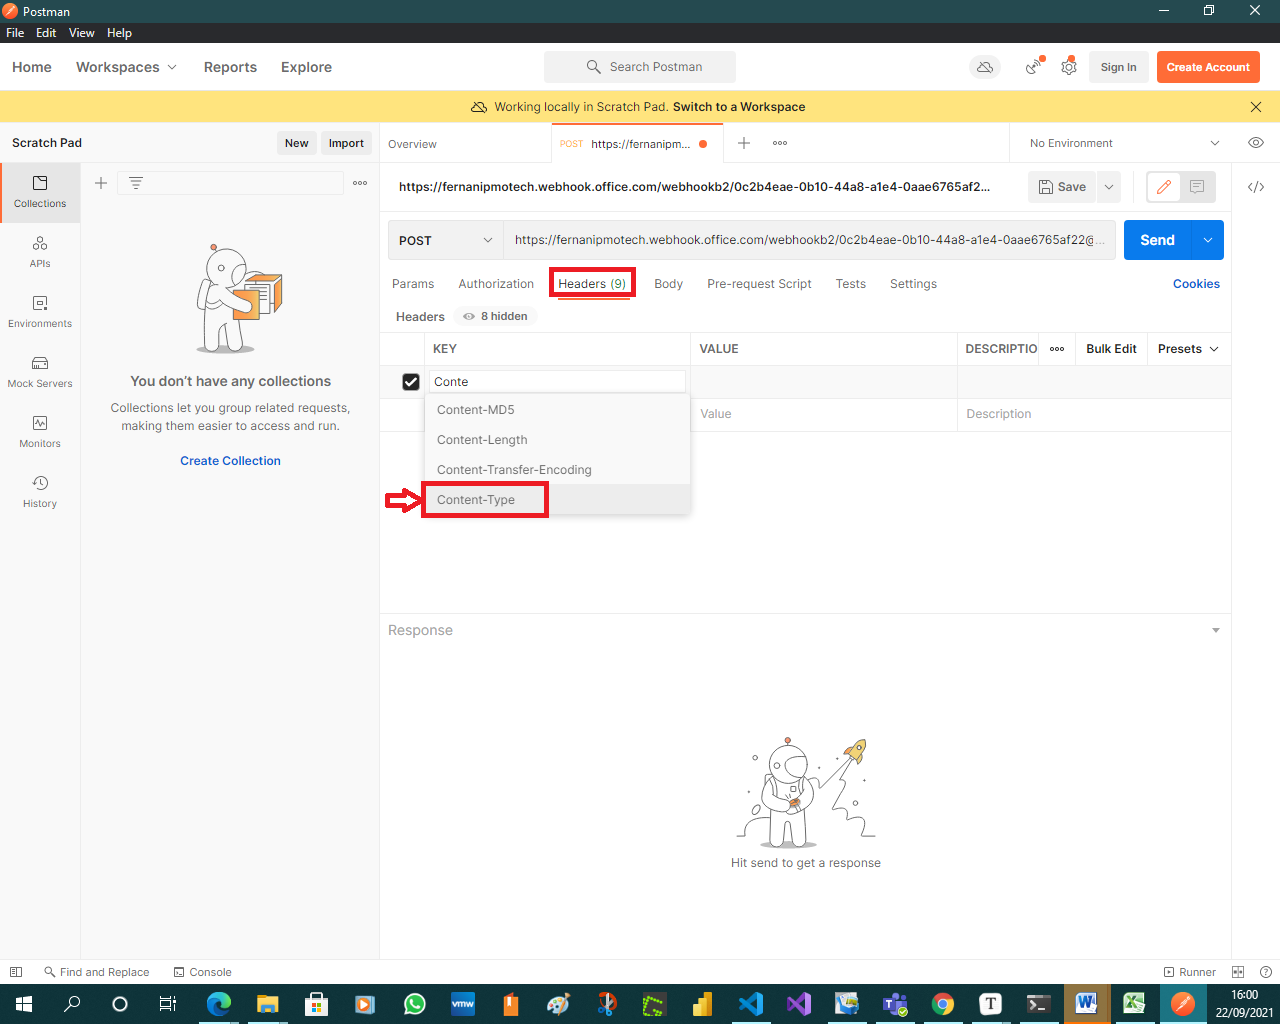 Postman
File Edit View Help
Home Workspaces Reports Explore Search Postman Sign In Create Account
Working locally in Scratch Pad. Switch to a Workspace
Scratch Pad New Import
Overview POST https://fernanipm... No Environment
Collections
APIs
Environments
Mock Servers
Monitors
History
You don't have any collections
Collections let you group related requests,
making them easier to access and run.
Create Collection
https://fernanipmotech.webhook.office.com/webhookb2/0c2b4eae-0b10-44a8-a1e4-0aae6765af2... Save
POST https://fernanipmotech.webhook.office.com/webhookb2/0c2b4eae-0b10-44a8-a1e4-0aae6765af22@... Send
Params Authorization Headers (9) Body Pre-request Script Tests Settings Cookies
Headers 8 hidden
KEY VALUE DESCRIPTIO Bulk Edit Presets
Conte
Value Description
Content-MD5
Content-Length
Content-Transfer-Encoding
Content-Type
Response
Hit send to get a response
Find and Replace Console Runner
vmw
T
16:00
22/09/2021